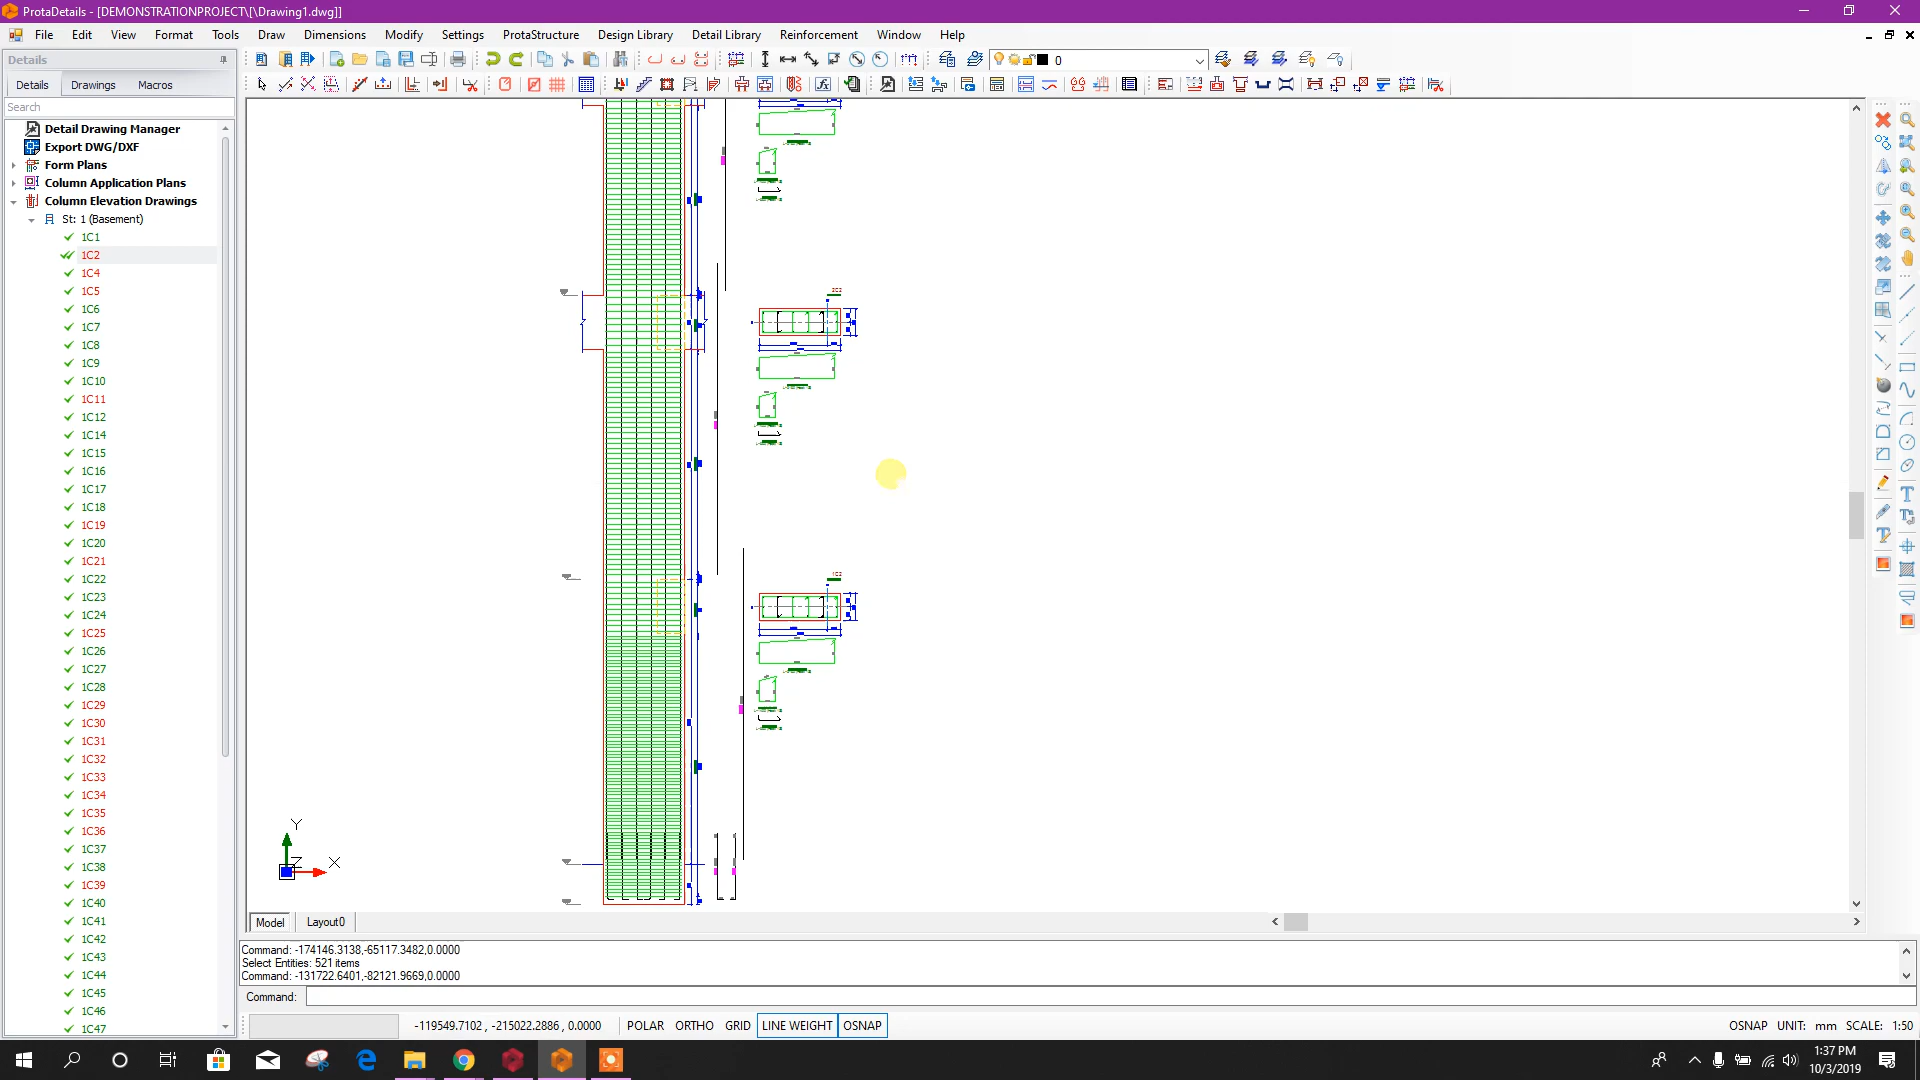 ProtaDetails - [DEMONSTRATIONPROJECT\[\Drawing1.dwg]]
File Edit View Format Tools Draw Dimensions Modify Settings ProtaStructure Design Library Detail Library Reinforcement Window Help
Details
0
Details Drawings Macros
Search
Detail Drawing Manager
Export DWG/DXF
Form Plans
Column Application Plans
Column Elevation Drawings
St: 1 (Basement)
1C1
1C2
1C4
1C5
1C6
1C7
1C8
1C9
1C10
1C11
1C12
1C14
1C15
1C16
1C17
1C18
1C19
1C20
1C21
1C22
1C23
1C24
1C25
1C26
1C27
1C28
1C29
1C30
1C31
1C32
1C33
1C34
1C35
1C36
1C37
1C38
1C39
1C40
1C41
1C42
1C43
1C44
1C45
1C46
1C47
2C2
1C2
Y
Z
X
Model Layout0
Command: -174146.3138,-65117.3482,0.0000
Select Entities: 521 items
Command: -131722.6401,-82121.9669,0.0000
Command:
-119549.7102 , -215022.2886 , 0.0000 POLAR ORTHO GRID LINE WEIGHT OSNAP OSNAP UNIT: mm SCALE: 1:50
1:37 PM
10/3/2019